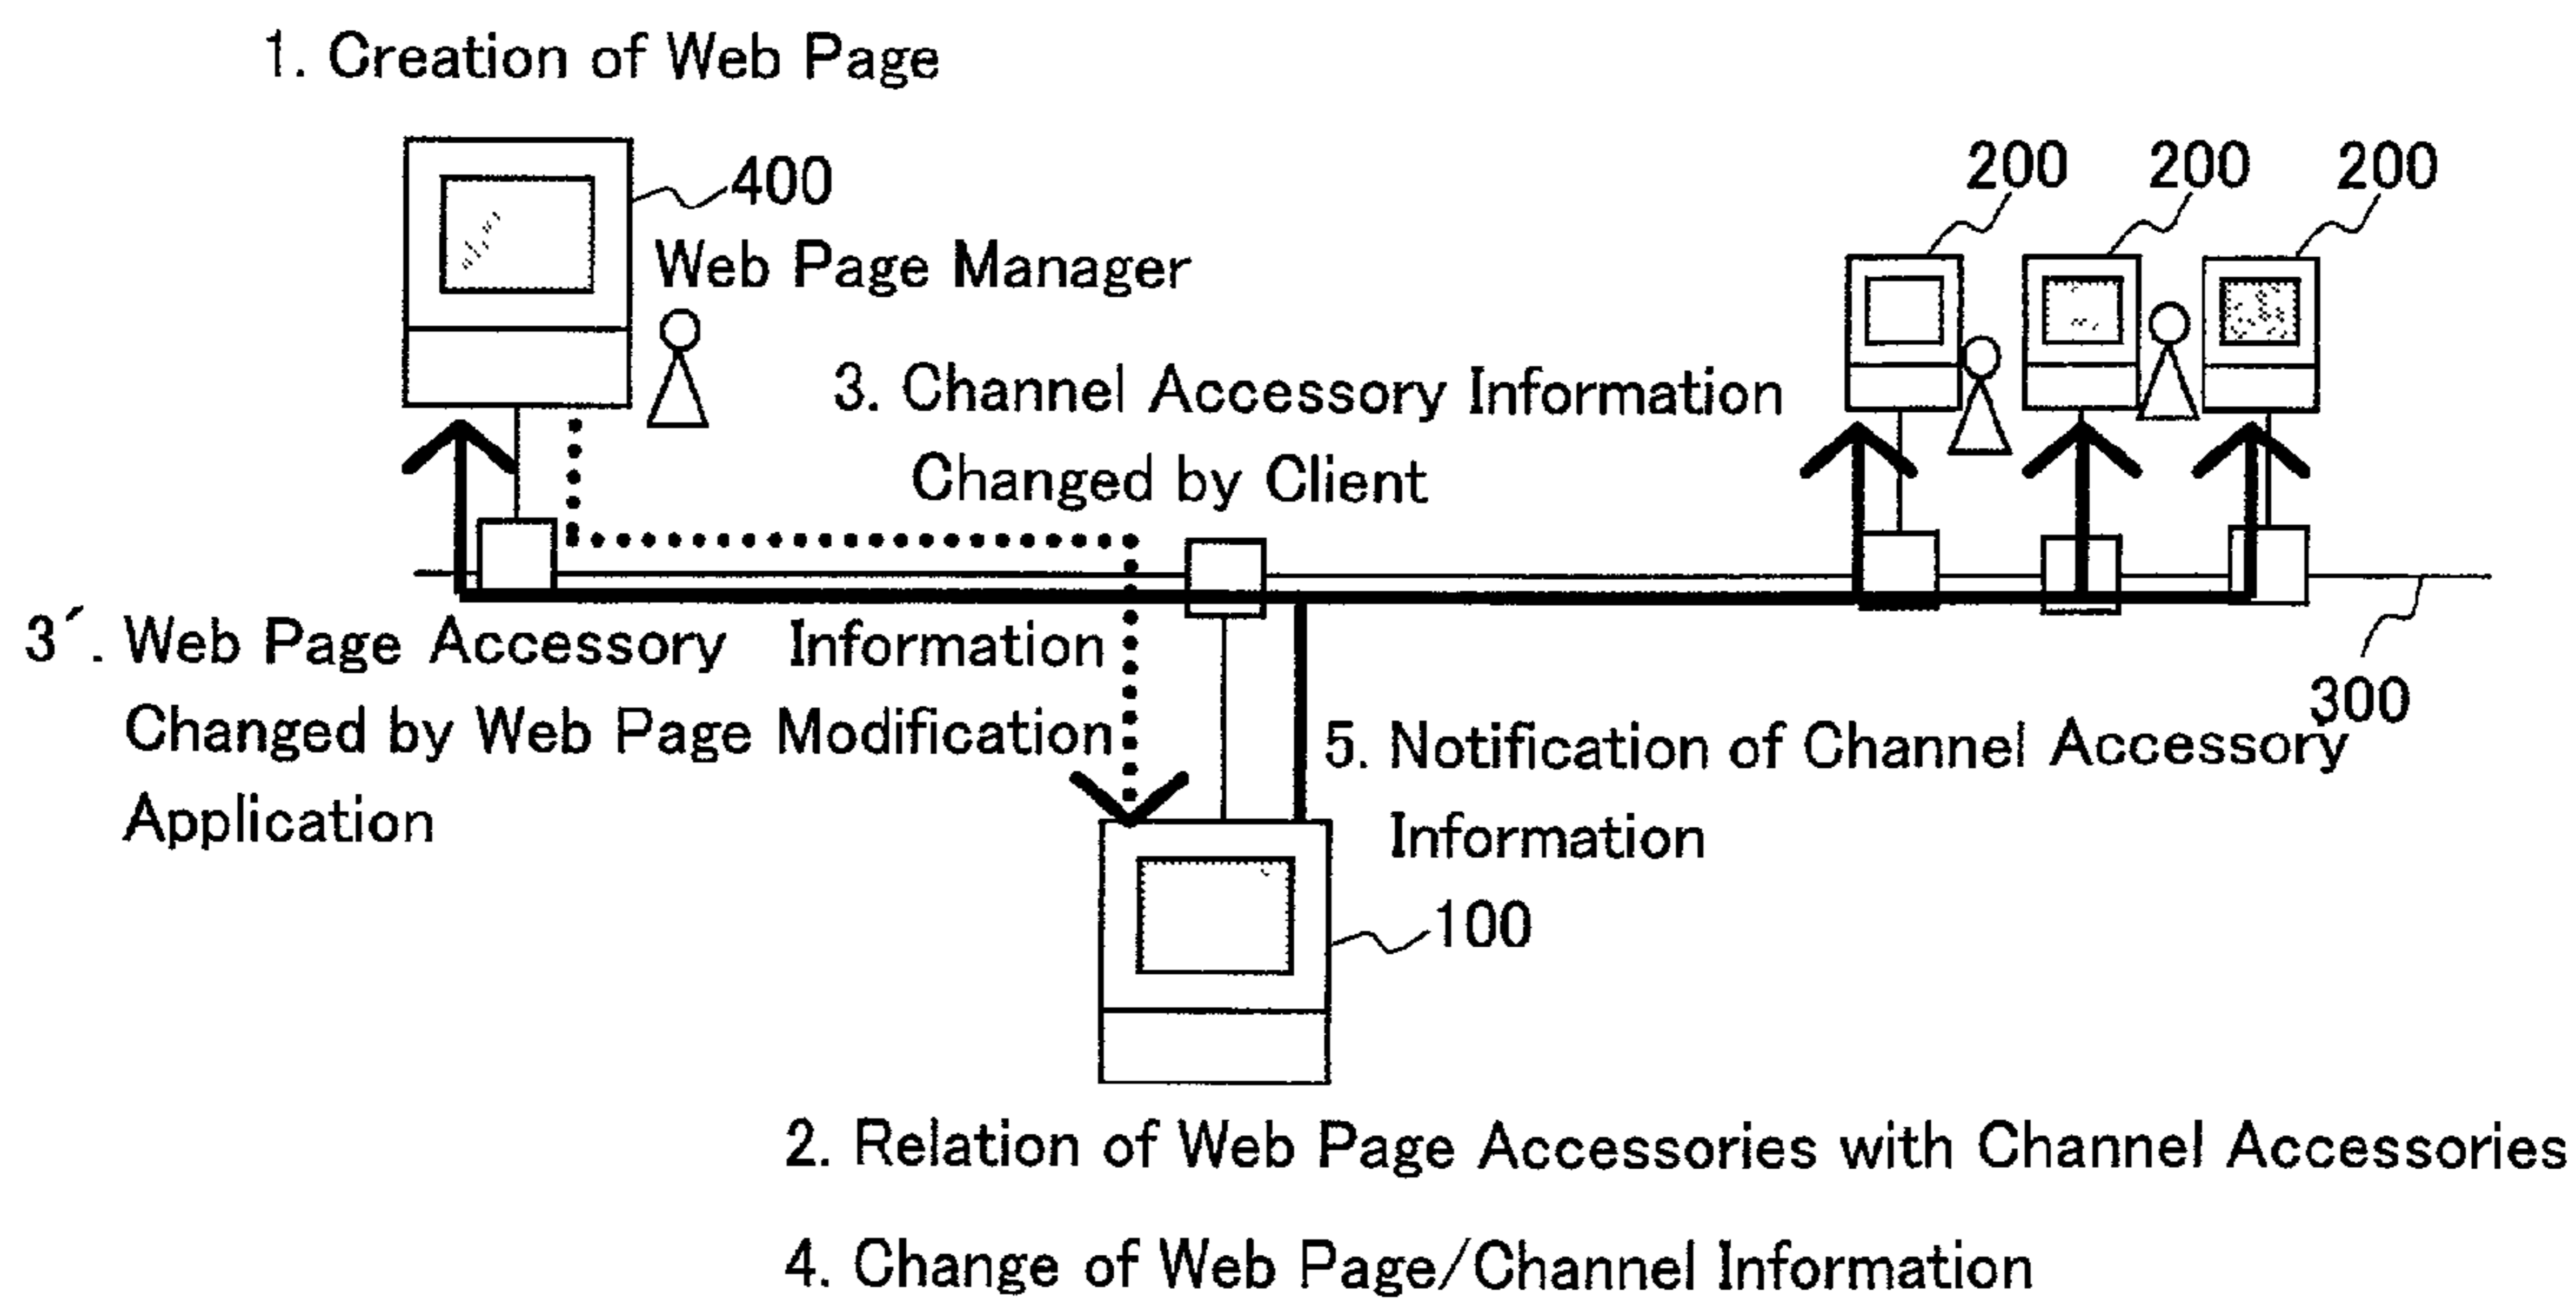 1. Creation of Web Page
400
200 200 200
Web Page Manager
3. Channel Accessory Information
Changed by Client
3´. Web Page Accessory Information
Changed by Web Page Modification
Application
300
5. Notification of Channel Accessory
Information
100
2. Relation of Web Page Accessories with Channel Accessories
4. Change of Web Page/Channel Information